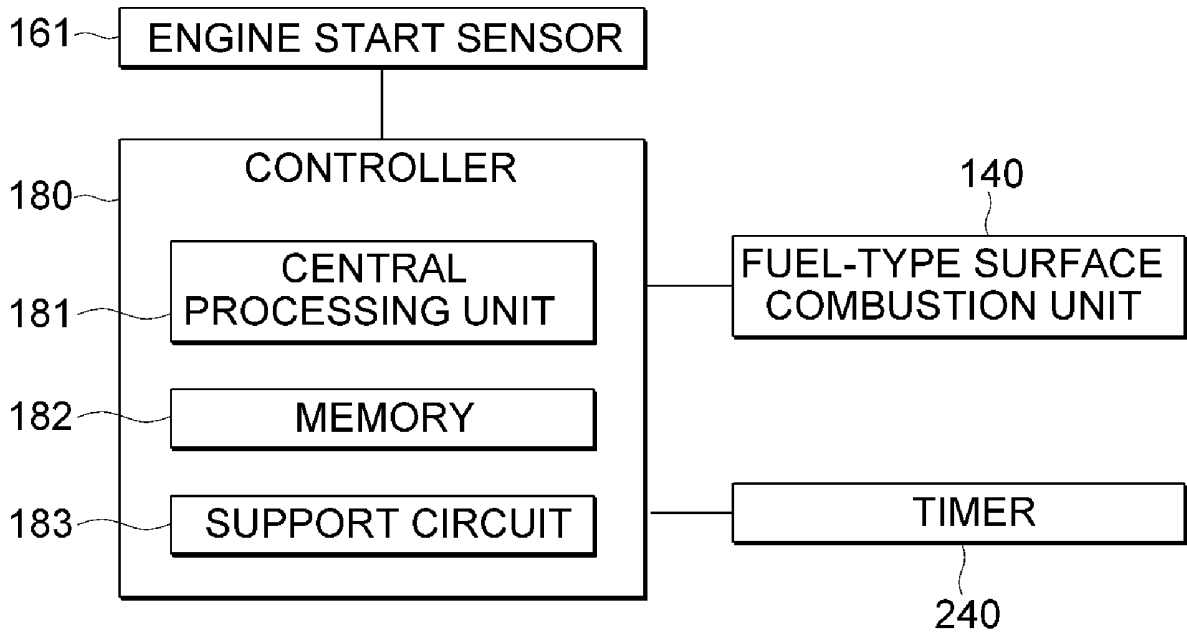 161
ENGINE START SENSOR
CONTROLLER
180
140
CENTRAL
PROCESSING UNIT
181
FUEL-TYPE SURFACE
COMBUSTION UNIT
182
MEMORY
183
SUPPORT CIRCUIT
TIMER
240